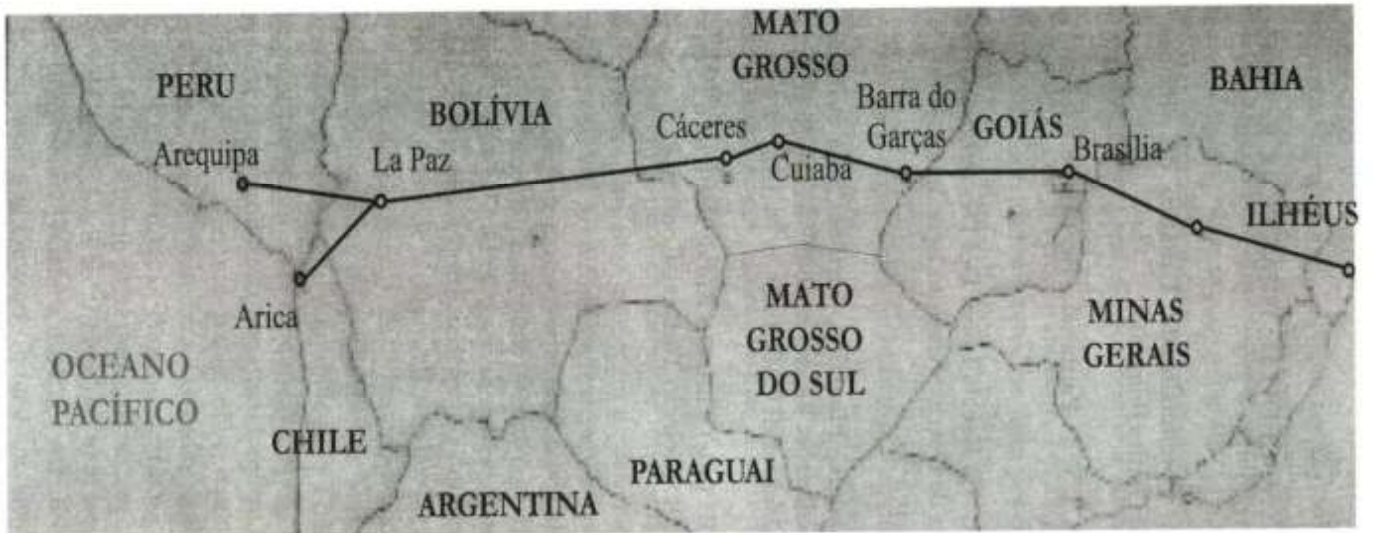 MATO
GROSSO
PERU
BOLÍVIA
BAHIA
Barra do
Garças
GOIÁS
Cáceres
Arequipa
La Paz
Cuiaba
Brasília
ILHÉUS
Arica
MATO
GROSSO
DO SUL
MINAS
GERAIS
OCEANO
PACÍFICO
CHILE
PARAGUAI
ARGENTINA